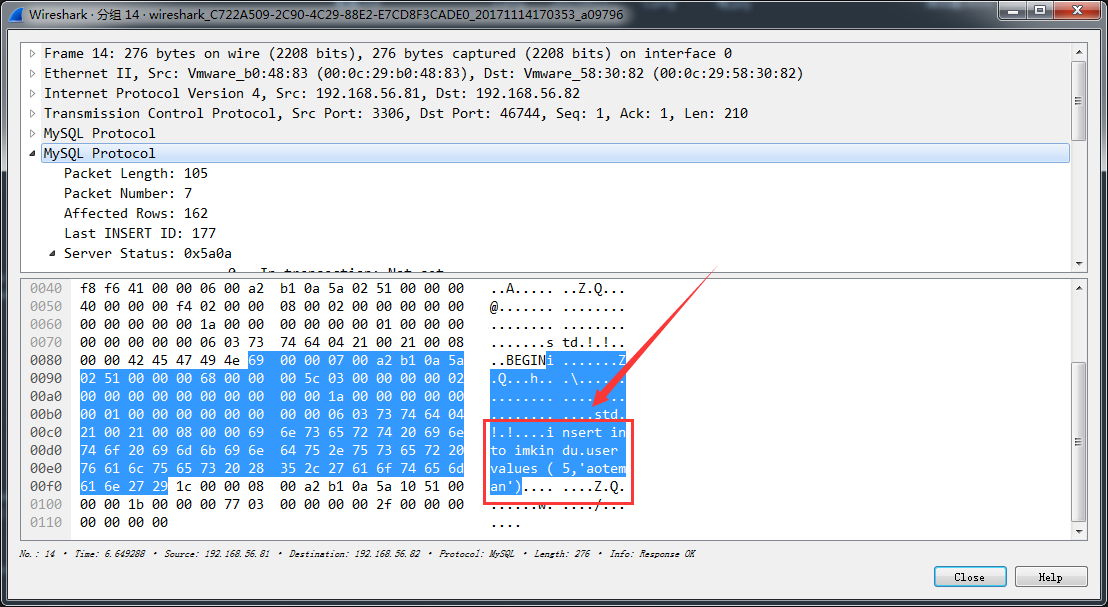 Wireshark · 分组 14 · wireshark_C722A509-2C90-4C29-88E2-E7CD8F3CADE0_20171114170353_a09796
Frame 14: 276 bytes on wire (2208 bits), 276 bytes captured (2208 bits) on interface 0
Ethernet II, Src: Vmware_b0:48:83 (00:0c:29:b0:48:83), Dst: Vmware_58:30:82 (00:0c:29:58:30:82)
Internet Protocol Version 4, Src: 192.168.56.81, Dst: 192.168.56.82
Transmission Control Protocol, Src Port: 3306, Dst Port: 46744, Seq: 1, Ack: 1, Len: 210
MySQL Protocol
MySQL Protocol
Packet Length: 105
Packet Number: 7
Affected Rows: 162
Last INSERT ID: 177
Server Status: 0x5a0a
0040 f8 f6 41 00 00 06 00 a2 b1 0a 5a 02 51 00 00 00 ..A..... ..Z.Q...
0050 40 00 00 00 f4 02 00 00 08 00 02 00 00 00 00 00 @....... ........
0060 00 00 00 00 00 1a 00 00 00 00 00 00 01 00 00 00 ........ ........
0070 00 00 00 00 00 06 03 73 74 64 04 21 00 21 00 08 .......s td.!.!..
0080 00 00 42 45 47 49 4e 69 00 00 07 00 a2 b1 0a 5a ..BEGINi .......Z
0090 02 51 00 00 00 68 00 00 00 5c 03 00 00 00 00 02 .Q...h.. .\......
00a0 00 00 00 00 00 00 00 00 00 1a 00 00 00 00 00 00 ........ ........
00b0 00 01 00 00 00 00 00 00 00 00 06 03 73 74 64 04 ........ ....std.
00c0 21 00 21 00 08 00 00 69 6e 73 65 72 74 20 69 6e !.!....i nsert in
00d0 74 6f 20 69 6d 6b 69 6e 64 75 2e 75 73 65 72 20 to imkin du.user
00e0 76 61 6c 75 65 73 20 28 35 2c 27 61 6f 74 65 6d values ( 5,'aotem
00f0 61 6e 27 29 1c 00 00 08 00 a2 b1 0a 5a 10 51 00 an').... ....Z.Q.
0100 00 00 1b 00 00 00 77 03 00 00 00 00 2f 00 00 00 ......w. ..../...
0110 00 00 00 00 ....
No.: 14 · Time: 6.649288 · Source: 192.168.56.81 · Destination: 192.168.56.82 · Protocol: MySQL · Length: 276 · Info: Response OK
Close Help